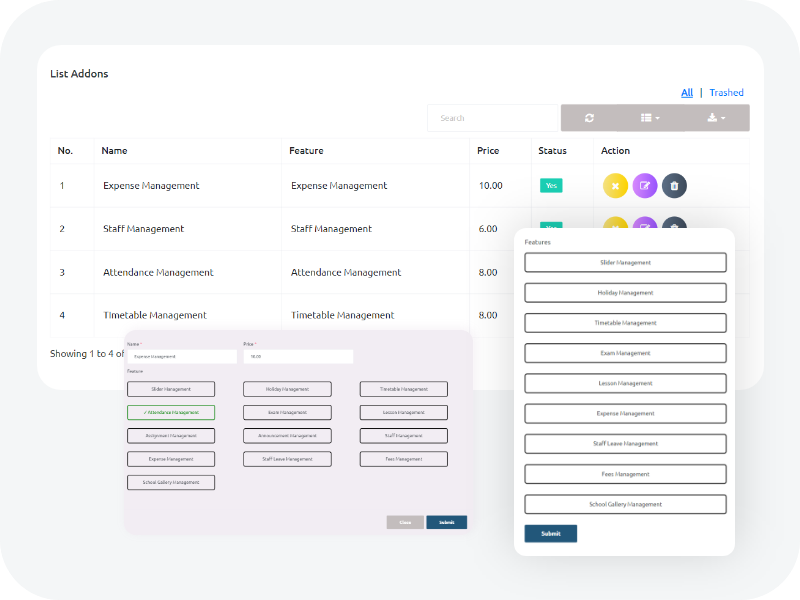 List Addons
All | Trashed
Search
No. Name Feature Price Status Action
1 Expense Management Expense Management 10.00 Yes
2 Staff Management Staff Management 6.00
3 Attendance Management Attendance Management 8.00
4 TImetable Management Timetable Management 8.00
Showing 1 to 4 of
Name * Price *
Expense Management 10.00
Feature
Slider Management Holiday Management Timetable Management
✓ Attendance Management Exam Management Lesson Management
Assignment Management Announcement Management Staff Management
Expense Management Staff Leave Management Fees Management
School Gallery Management
Close Submit
Features
Slider Management
Holiday Management
Timetable Management
Exam Management
Lesson Management
Expense Management
Staff Leave Management
Fees Management
School Gallery Management
Submit